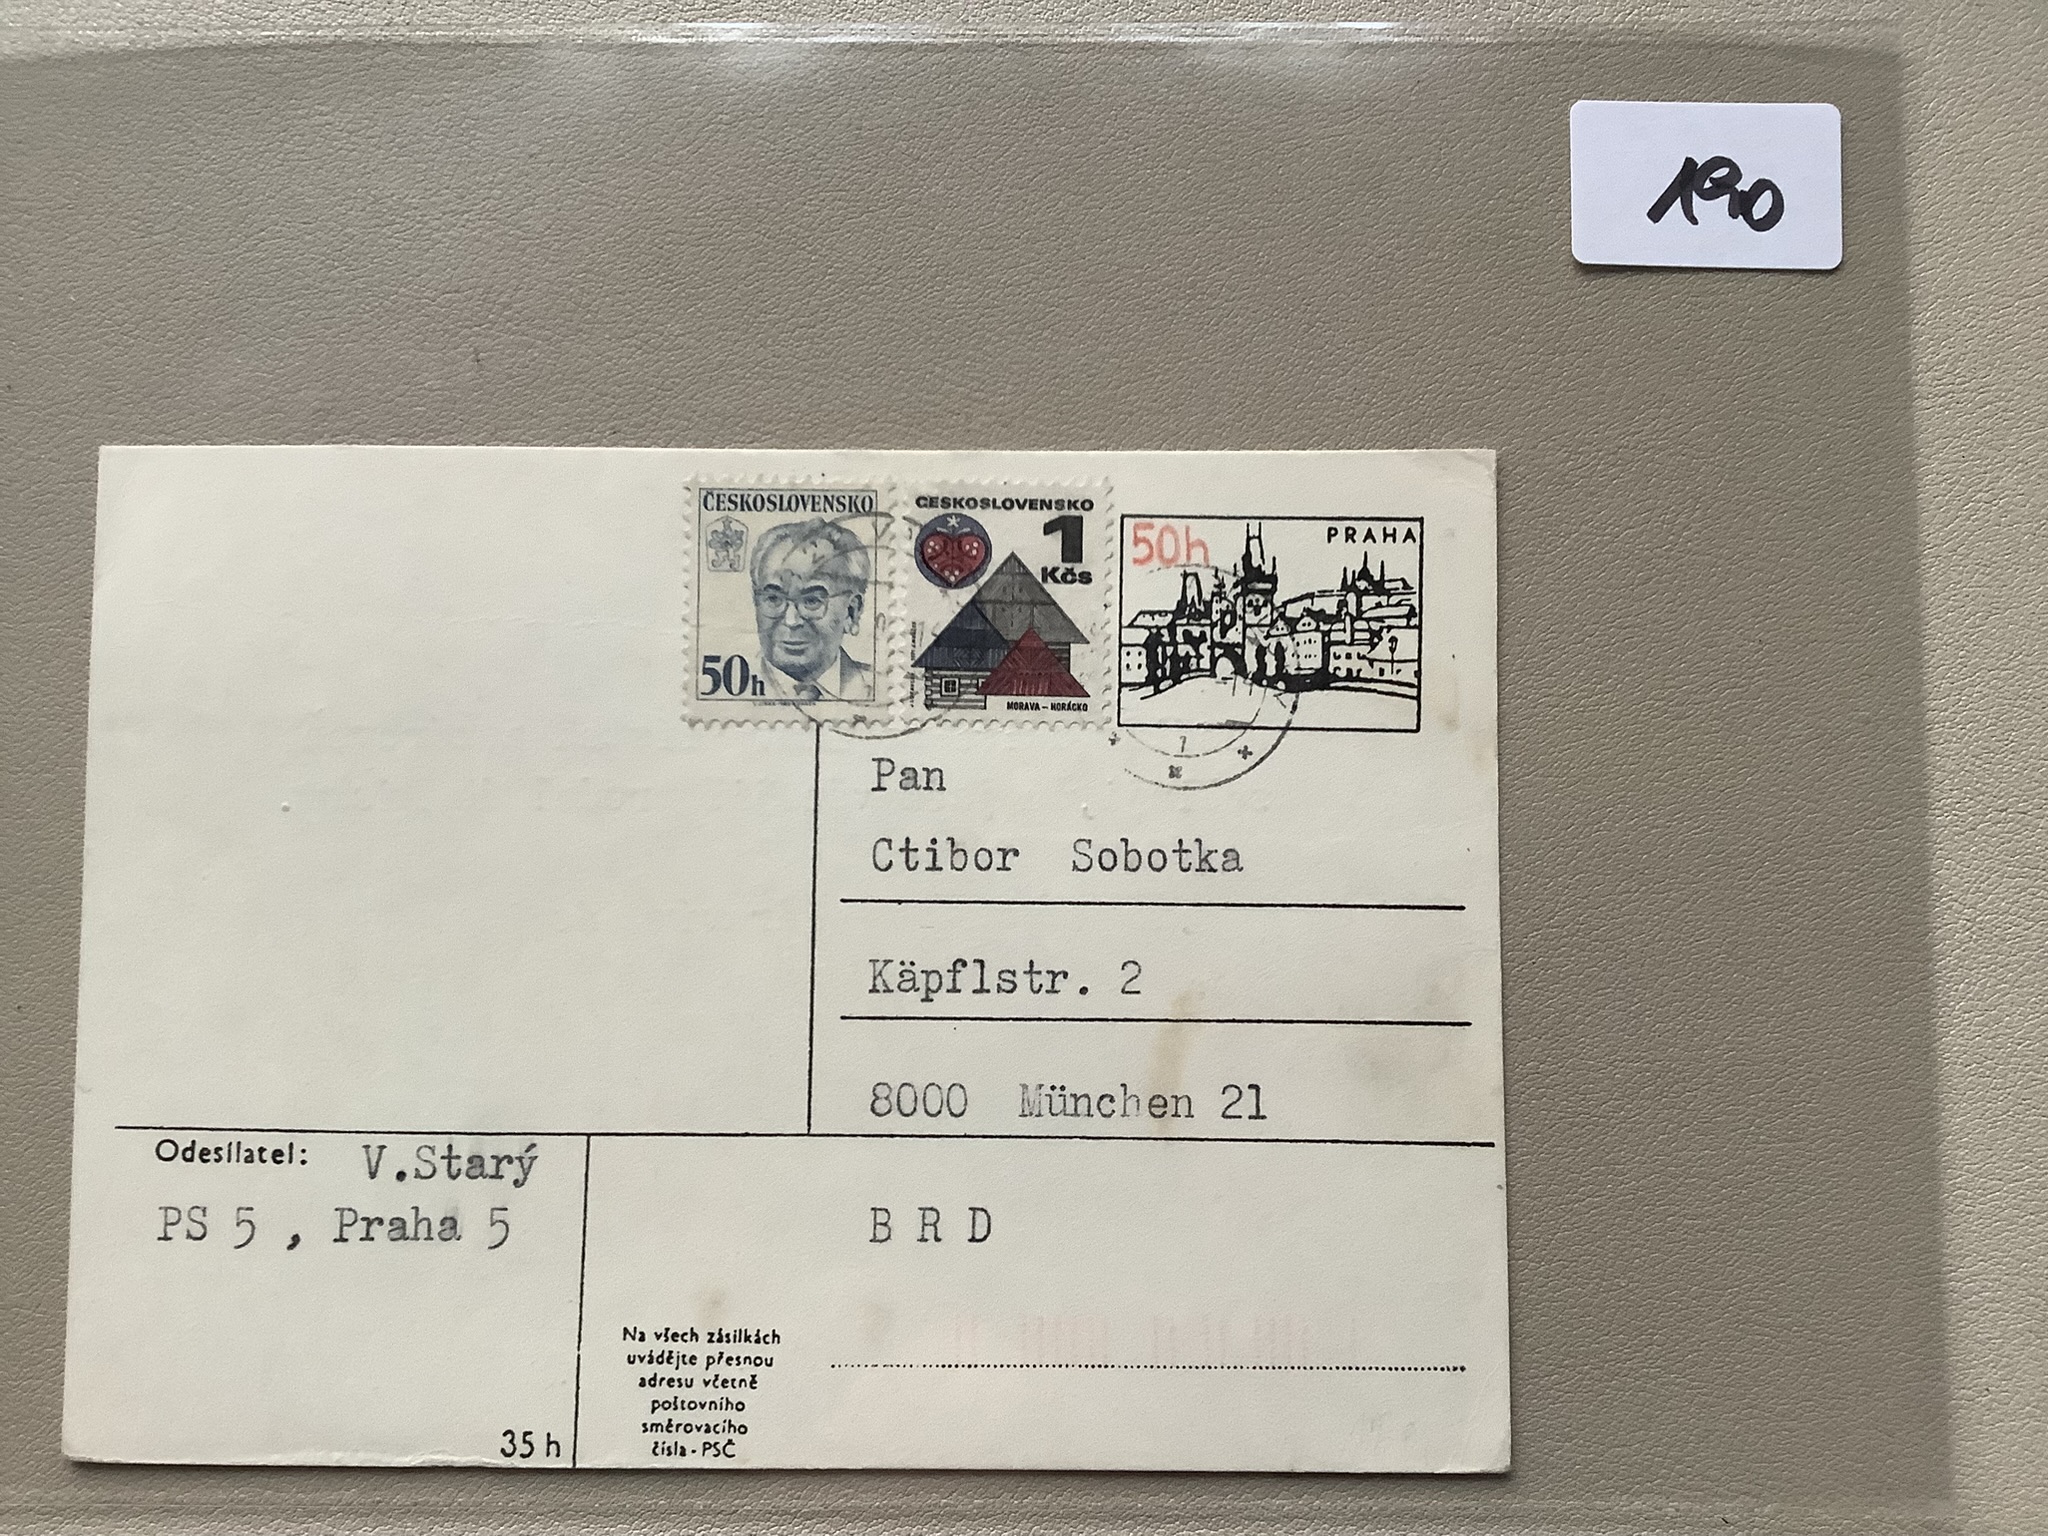 190
ČESKOSLOVENSKO
50h
ČESKOSLOVENSKO
1
Kčs
MORAVA – HORÁCKO
50h
PRAHA
Pan
Ctibor Sobotka
Käpflstr. 2
8000 München 21
B R D
Odesílatel: V.Starý
PS 5 , Praha 5
35 h
Na všech zásilkách
uvádějte přesnou
adresu včetně
poštovního
směrovacího
čísla - PSČ